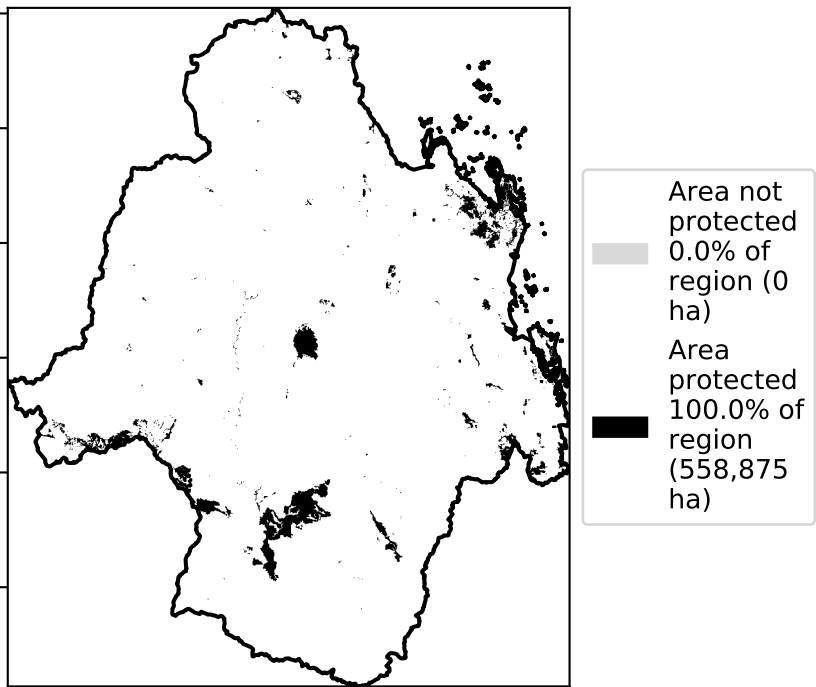 Area not
protected
0.0% of
region (0
ha)
Area
protected
100.0% of
region
(558,875
ha)